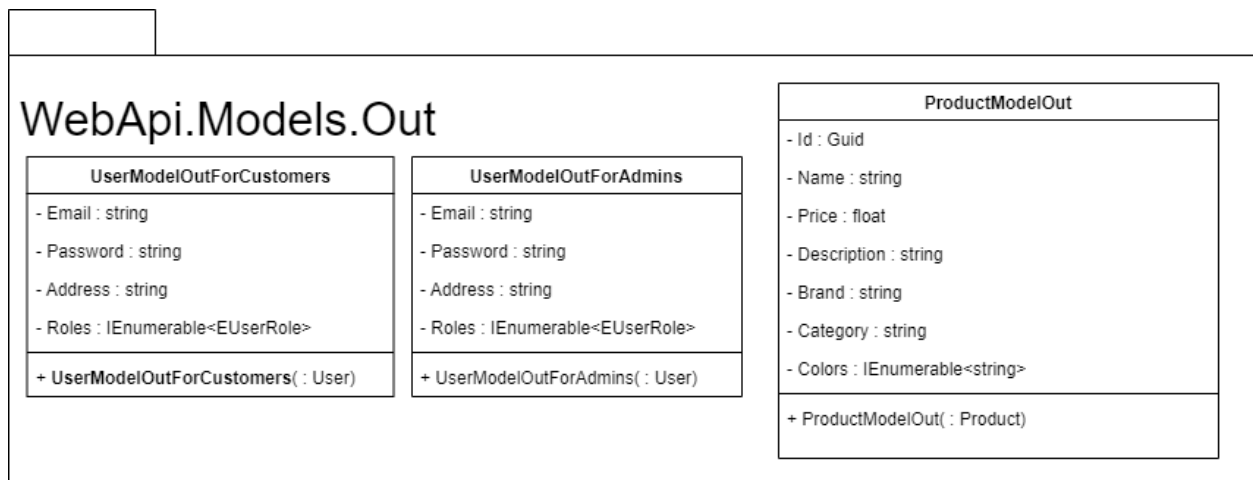 WebApi.Models.Out
UserModelOutForCustomers
- Email : string
- Password : string
- Address : string
- Roles : IEnumerable<EUserRole>
+ UserModelOutForCustomers( : User)
UserModelOutForAdmins
- Email : string
- Password : string
- Address : string
- Roles : IEnumerable<EUserRole>
+ UserModelOutForAdmins( : User)
ProductModelOut
- Id : Guid
- Name : string
- Price : float
- Description : string
- Brand : string
- Category : string
- Colors : IEnumerable<string>
+ ProductModelOut( : Product)